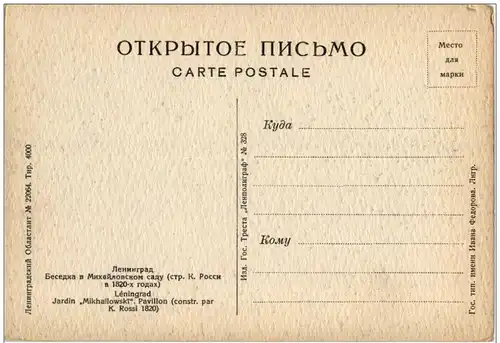 ОТКРЫТОЕ ПИСЬМО
CARTE POSTALE
Место
для
марки
Куда
Кому
Ленинград
Беседка в Михейловском саду (стр. К. Росси
в 1820-х годах)
Léningrad
Jardin „Mikhallowski“. Pavillon (constr. par
K. Rossi 1820)
Ленинградский Областлит № 22064. Тир. 4000
Изд. Гос. Треста „Ленполиграф“ № 328
Гос. тип. имени Ивана Федорова. Лнгр.